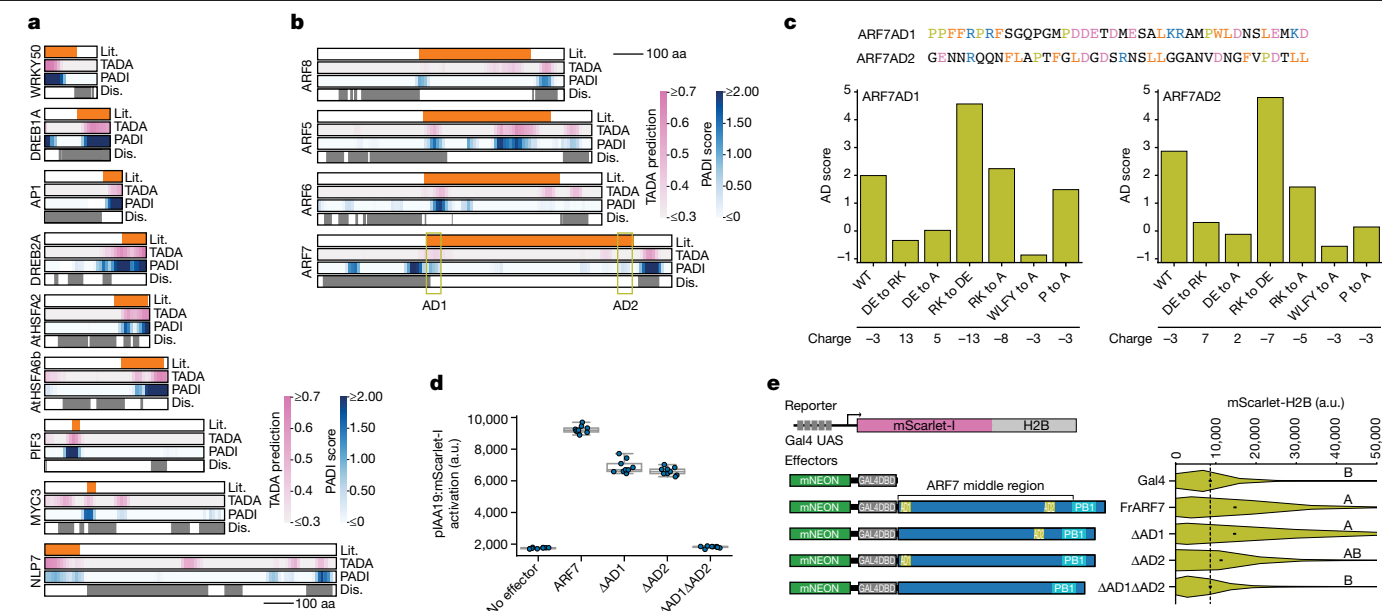 a
WRKY50
Lit.
TADA
PADI
Dis.
DREB1A
Lit.
TADA
PADI
Dis.
AP1
Lit.
TADA
PADI
Dis.
DREB2A
Lit.
TADA
PADI
Dis.
AtHSFA2
Lit.
TADA
PADI
Dis.
AtHSFA6b
Lit.
TADA
PADI
Dis.
PIF3
Lit.
TADA
PADI
Dis.
MYC3
Lit.
TADA
PADI
Dis.
NLP7
Lit.
TADA
PADI
Dis.
100 aa
TADA prediction
≥0.7
0.6
0.5
0.4
≤0.3
PADI score
≥2.00
1.50
1.00
0.50
≤0
b
100 aa
ARF8
Lit.
TADA
PADI
Dis.
ARF5
Lit.
TADA
PADI
Dis.
ARF6
Lit.
TADA
PADI
Dis.
ARF7
Lit.
TADA
PADI
Dis.
AD1
AD2
TADA prediction
≥0.7
0.6
0.5
0.4
≤0.3
PADI score
≥2.00
1.50
1.00
0.50
≤0
c
ARF7AD1 PPFFRPRFSGQPGMPDDETDMESALKRAMPWLDNSLEMKD
ARF7AD2 GENNRQQNFLAPTFGLDGDSRNSLLGGANVDNGFVPDTLL
ARF7AD1
AD score
5
4
3
2
1
0
−1
WT
DE to RK
DE to A
RK to DE
RK to A
WLFY to A
P to A
Charge −3 13 5 −13 −8 −3 −3
ARF7AD2
AD score
5
4
3
2
1
0
−1
WT
DE to RK
DE to A
RK to DE
RK to A
WLFY to A
P to A
−3 7 2 −7 −5 −3 −3
d
pIAA19:mScarlet-I
activation (a.u.)
10,000
8,000
6,000
4,000
2,000
No effector
ARF7
ΔAD1
ΔAD2
ΔAD1ΔAD2
e
Reporter
mScarlet-I
H2B
Gal4 UAS
Effectors
mNEON GAL4DBD
ARF7 middle region
mNEON GAL4DBD AD1 AD2 PB1
mNEON GAL4DBD AD2 PB1
mNEON GAL4DBD AD1 PB1
mNEON GAL4DBD PB1
mScarlet-H2B (a.u.)
0
10,000
20,000
30,000
40,000
50,000
Gal4 B
FrARF7 A
ΔAD1 A
ΔAD2 AB
ΔAD1ΔAD2 B